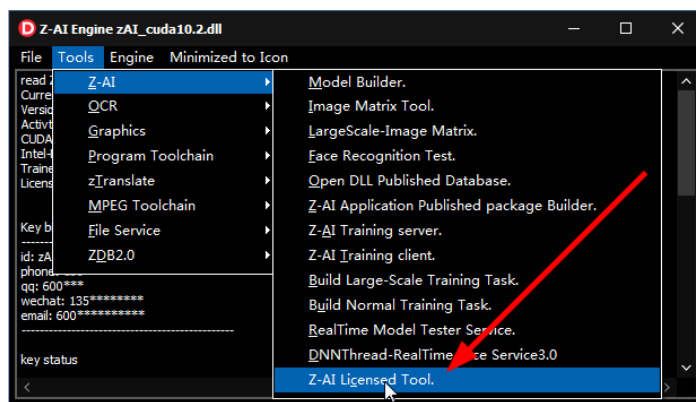 Z-AI Engine zAI_cuda10.2.dll
File Tools Engine Minimized to Icon
read
Curre
Versic
Activt
CUDA
Intel-
Traine
Licens
Key b
id: zA
phone:
qq: 600***
wechat: 135********
email: 600**********
-----------------------------------------------
key status
Z-AI
OCR
Graphics
Program Toolchain
zTranslate
MPEG Toolchain
File Service
ZDB2.0
Model Builder.
Image Matrix Tool.
LargeScale-Image Matrix.
Face Recognition Test.
Open DLL Published Database.
Z-AI Application Published package Builder.
Z-AI Training server.
Z-AI Training client.
Build Large-Scale Training Task.
Build Normal Training Task.
RealTime Model Tester Service.
DNNThread-RealTime Service3.0
Z-AI Licensed Tool.